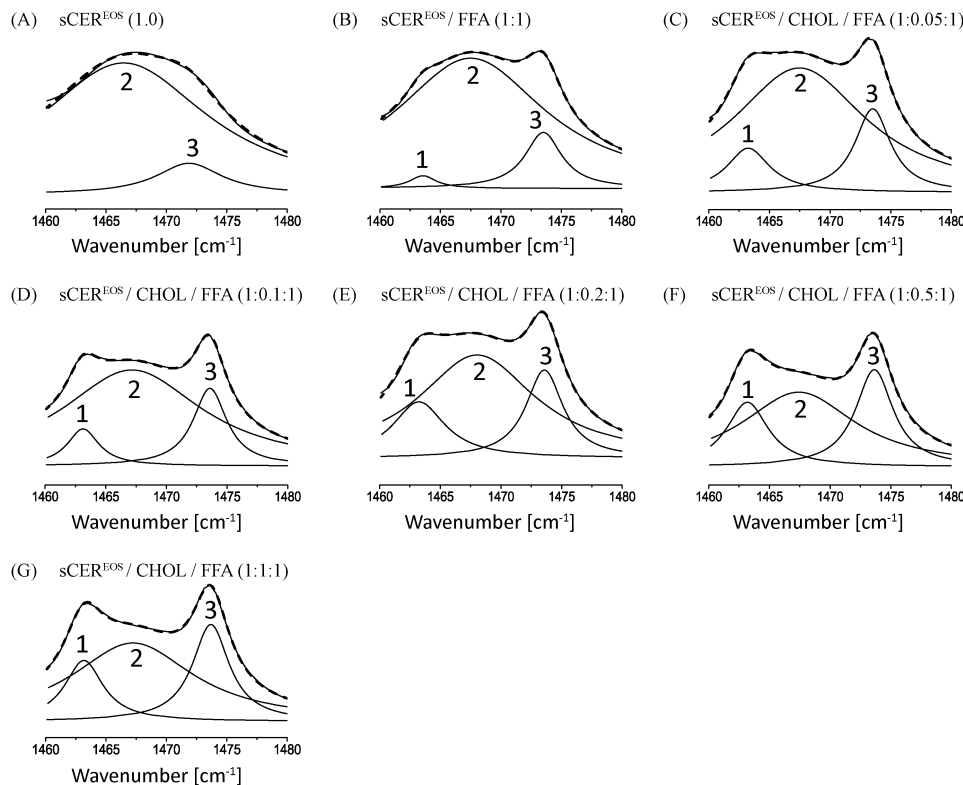 (A) sCER^EOS (1.0)
2
3
1460 1465 1470 1475 1480
Wavenumber [cm⁻¹]
(B) sCER^EOS / FFA (1:1)
2
3
1
1460 1465 1470 1475 1480
Wavenumber [cm⁻¹]
(C) sCER^EOS / CHOL / FFA (1:0.05:1)
2
3
1
1460 1465 1470 1475 1480
Wavenumber [cm⁻¹]
(D) sCER^EOS / CHOL / FFA (1:0.1:1)
2
3
1
1460 1465 1470 1475 1480
Wavenumber [cm⁻¹]
(E) sCER^EOS / CHOL / FFA (1:0.2:1)
3
2
1
1460 1465 1470 1475 1480
Wavenumber [cm⁻¹]
(F) sCER^EOS / CHOL / FFA (1:0.5:1)
3
1
2
1460 1465 1470 1475 1480
Wavenumber [cm⁻¹]
(G) sCER^EOS / CHOL / FFA (1:1:1)
3
1
2
1460 1465 1470 1475 1480
Wavenumber [cm⁻¹]